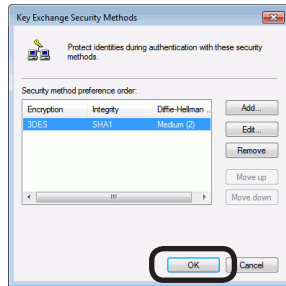 Key Exchange Security Methods
Protect identities during authentication with these security
methods.
Security method preference order:
Encryption Integrity Diffie-Hellman ...
3DES SHA1 Medium (2)
Add...
Edit...
Remove
Move up
Move down
OK Cancel